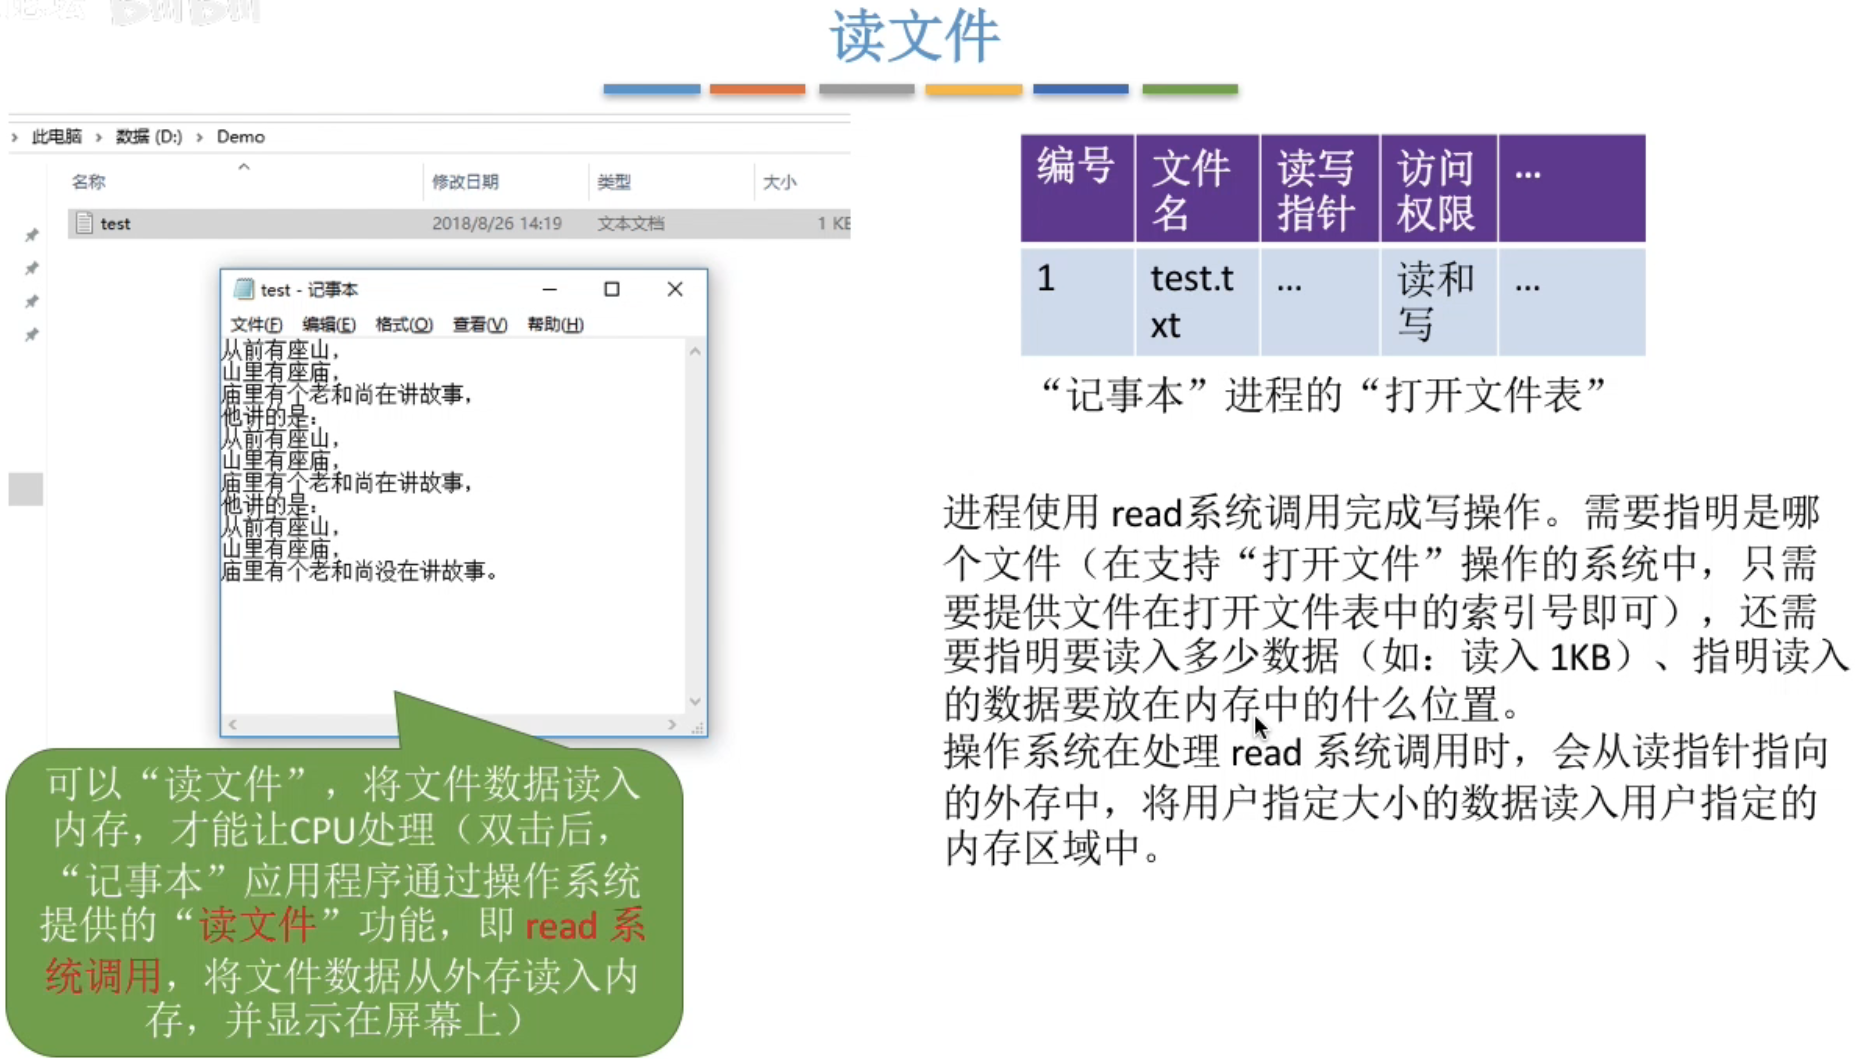 读文件
此电脑 › 数据 (D:) › Demo
名称 修改日期 类型 大小
test 2018/8/26 14:19 文本文档 1 KB
test - 记事本
文件(F) 编辑(E) 格式(O) 查看(V) 帮助(H)
从前有座山，
山里有座庙，
庙里有个老和尚在讲故事，
他讲的是：
从前有座山，
山里有座庙，
庙里有个老和尚在讲故事，
他讲的是：
从前有座山，
山里有座庙，
庙里有个老和尚没在讲故事。
可以“读文件”，将文件数据读入
内存，才能让CPU处理（双击后，
“记事本”应用程序通过操作系统
提供的“读文件”功能，即 read 系
统调用，将文件数据从外存读入内
存，并显示在屏幕上）
编号 文件 读写 访问 ...
名 指针 权限
1 test.t ... 读和 ...
xt 写
“记事本”进程的“打开文件表”
进程使用 read系统调用完成写操作。需要指明是哪
个文件（在支持“打开文件”操作的系统中，只需
要提供文件在打开文件表中的索引号即可），还需
要指明要读入多少数据（如：读入 1KB）、指明读入
的数据要放在内存中的什么位置。
操作系统在处理 read 系统调用时，会从读指针指向
的外存中，将用户指定大小的数据读入用户指定的
内存区域中。